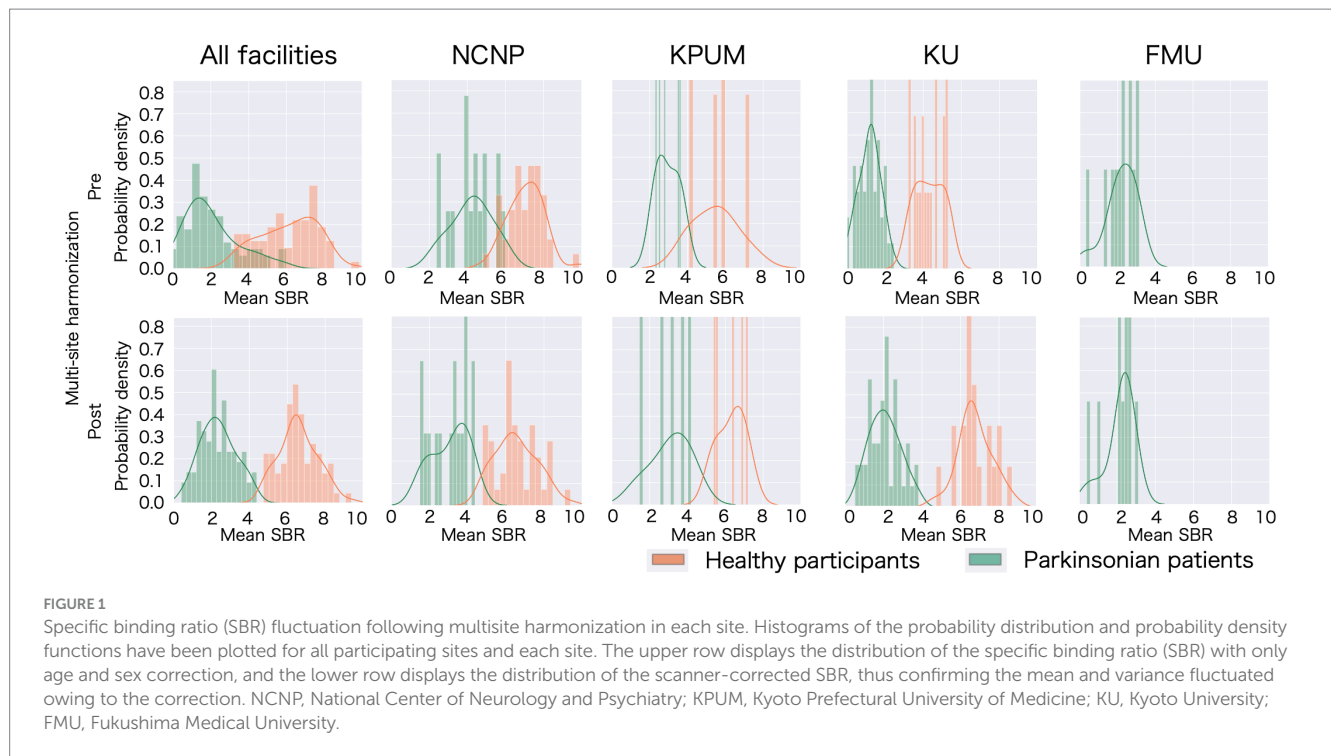 All facilities NCNP KPUM KU FMU
Multi-site harmonization
Pre
Probability density
0.8
0.7
0.6
0.5
0.4
0.3
0.2
0.1
0.0
0 2 4 6 8 10 0 2 4 6 8 10 0 2 4 6 8 10 0 2 4 6 8 10 0 2 4 6 8 10
Mean SBR Mean SBR Mean SBR Mean SBR Mean SBR
Post
Probability density
0.8
0.7
0.6
0.5
0.4
0.3
0.2
0.1
0.0
0 2 4 6 8 10 0 2 4 6 8 10 0 2 4 6 8 10 0 2 4 6 8 10 0 2 4 6 8 10
Mean SBR Mean SBR Mean SBR Mean SBR Mean SBR
Healthy participants Parkinsonian patients
FIGURE 1
Specific binding ratio (SBR) fluctuation following multisite harmonization in each site. Histograms of the probability distribution and probability density
functions have been plotted for all participating sites and each site. The upper row displays the distribution of the specific binding ratio (SBR) with only
age and sex correction, and the lower row displays the distribution of the scanner-corrected SBR, thus confirming the mean and variance fluctuated
owing to the correction. NCNP, National Center of Neurology and Psychiatry; KPUM, Kyoto Prefectural University of Medicine; KU, Kyoto University;
FMU, Fukushima Medical University.